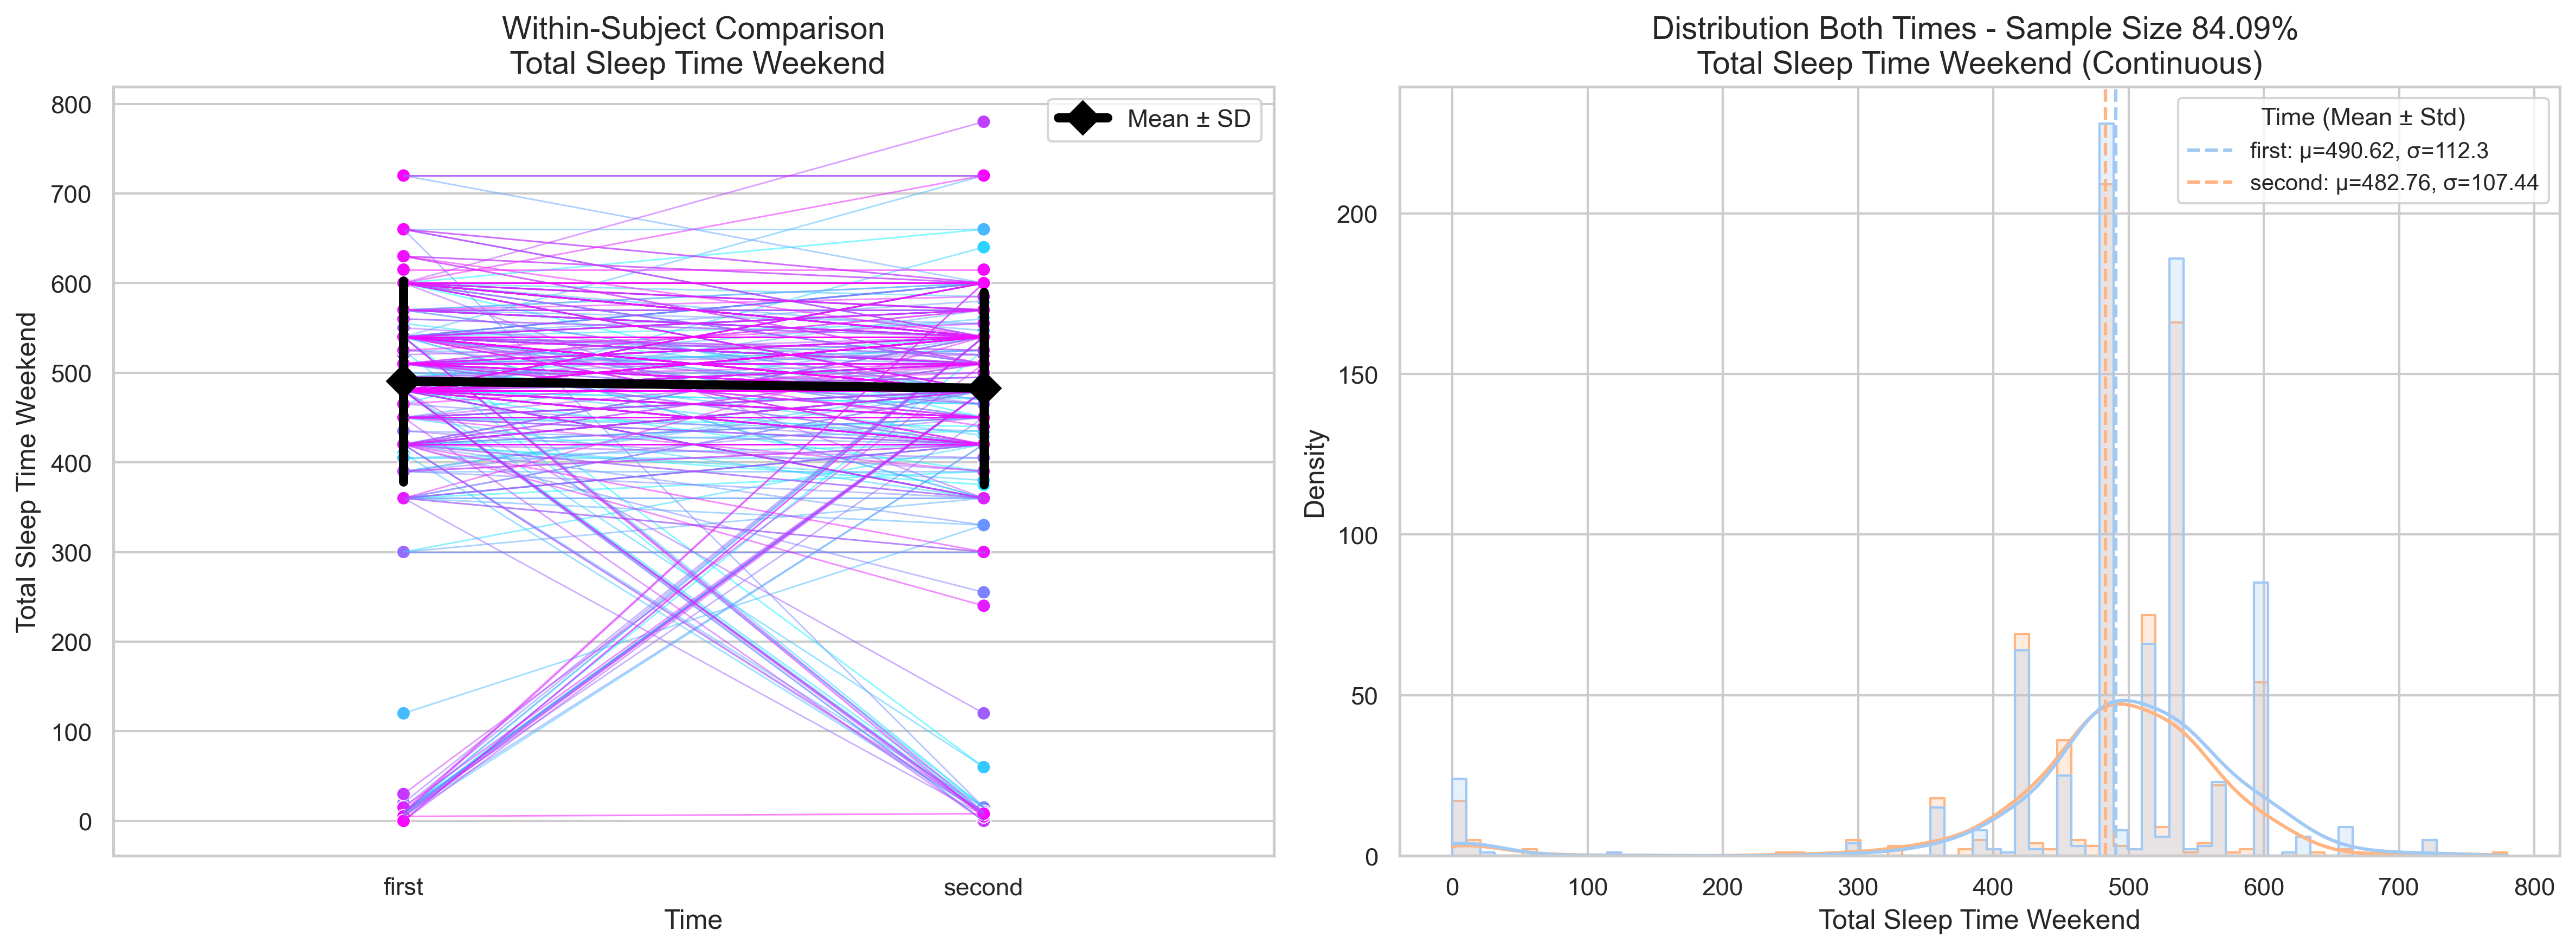 Within-Subject Comparison
Total Sleep Time Weekend
800
700
600
500
400
300
200
100
0
Total Sleep Time Weekend
Mean ± SD
first
second
Time
Distribution Both Times - Sample Size 84.09%
Total Sleep Time Weekend (Continuous)
200
150
100
50
0
Density
Time (Mean ± Std)
first: μ=490.62, σ=112.3
second: μ=482.76, σ=107.44
0 100 200 300 400 500 600 700 800
Total Sleep Time Weekend